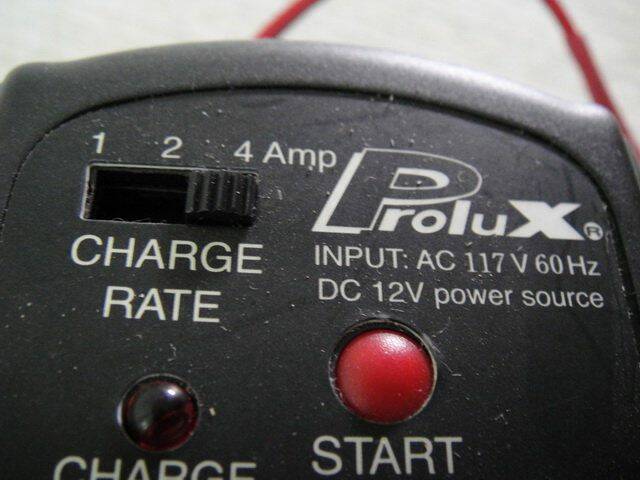 1 2 4 Amp
CHARGE
RATE
ProluX®
INPUT: AC 117 V 60 Hz
DC 12V power source
START
CHARGE